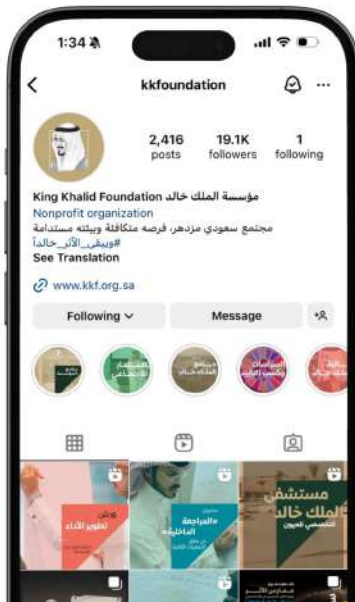 1:34
kkfoundation
2,416 19.1K 1
posts followers following
King Khalid Foundation مؤسسة الملك خالد
Nonprofit organization
مجتمع سعودي مزدهر، فرصه متكافئة وبيئته مستدامة
#ويبقى_الأثر_خالداً
See Translation
www.kkf.org.sa
Following
Message
ورش
تطوير الأداء
المراجعة
الداخلية
مستشفى
الملك خالد
التخصصي للعيون